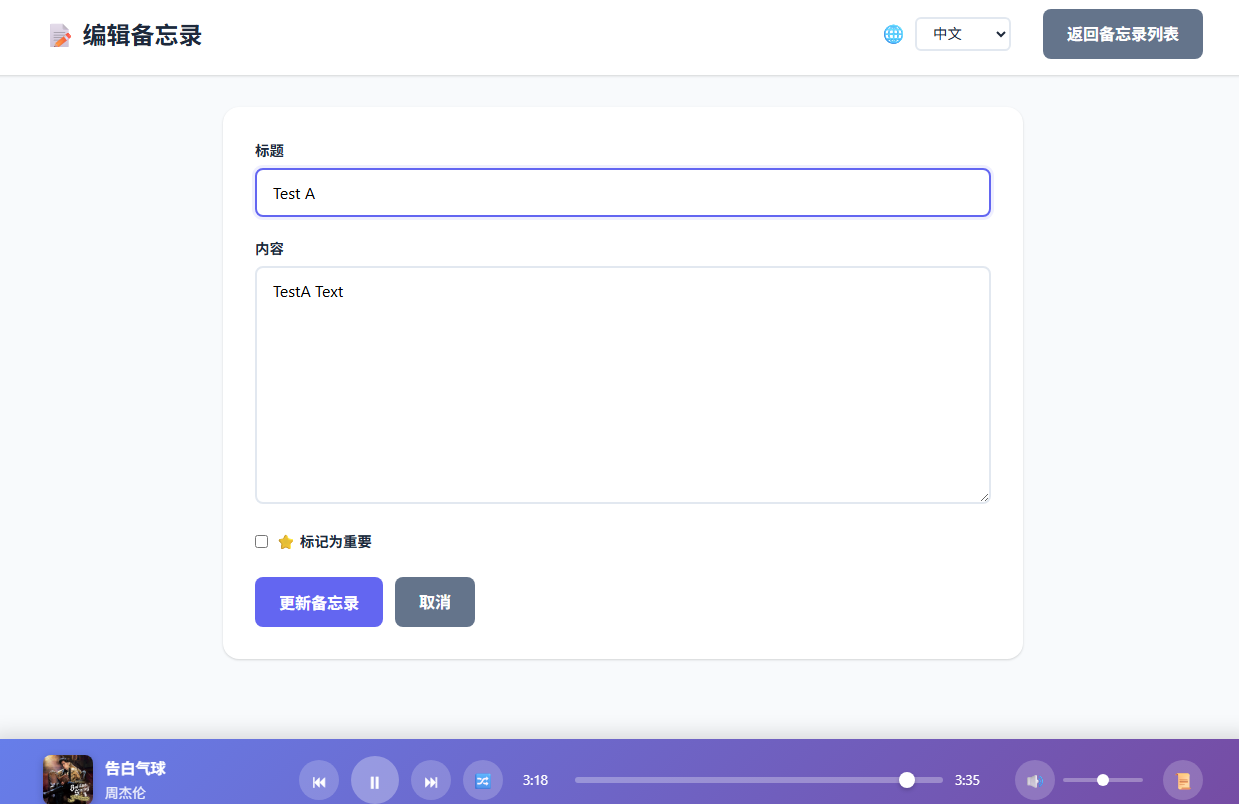 编辑备忘录
中文
返回备忘录列表
标题
Test A
内容
TestA Text
标记为重要
更新备忘录
取消
告白气球
周杰伦
3:18
3:35